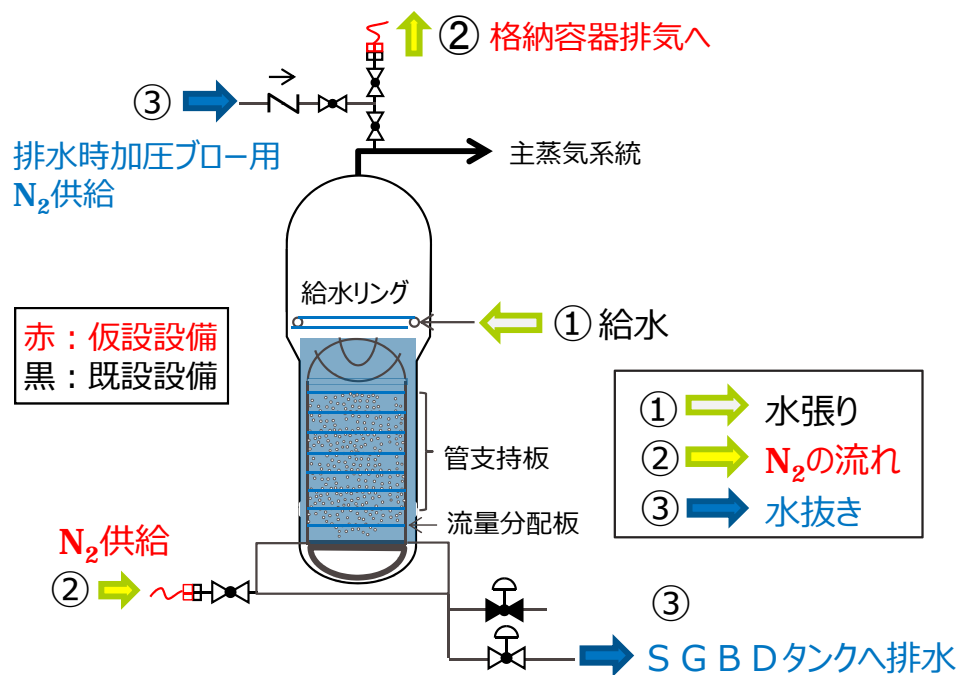 ② 格納容器排気へ
③
排水時加圧ブロー用
N₂供給
主蒸気系統
給水リング
① 給水
赤：仮設設備
黒：既設設備
① 水張り
② N₂の流れ
③ 水抜き
管支持板
流量分配板
N₂供給
②
③
ＳＧＢＤタンクへ排水